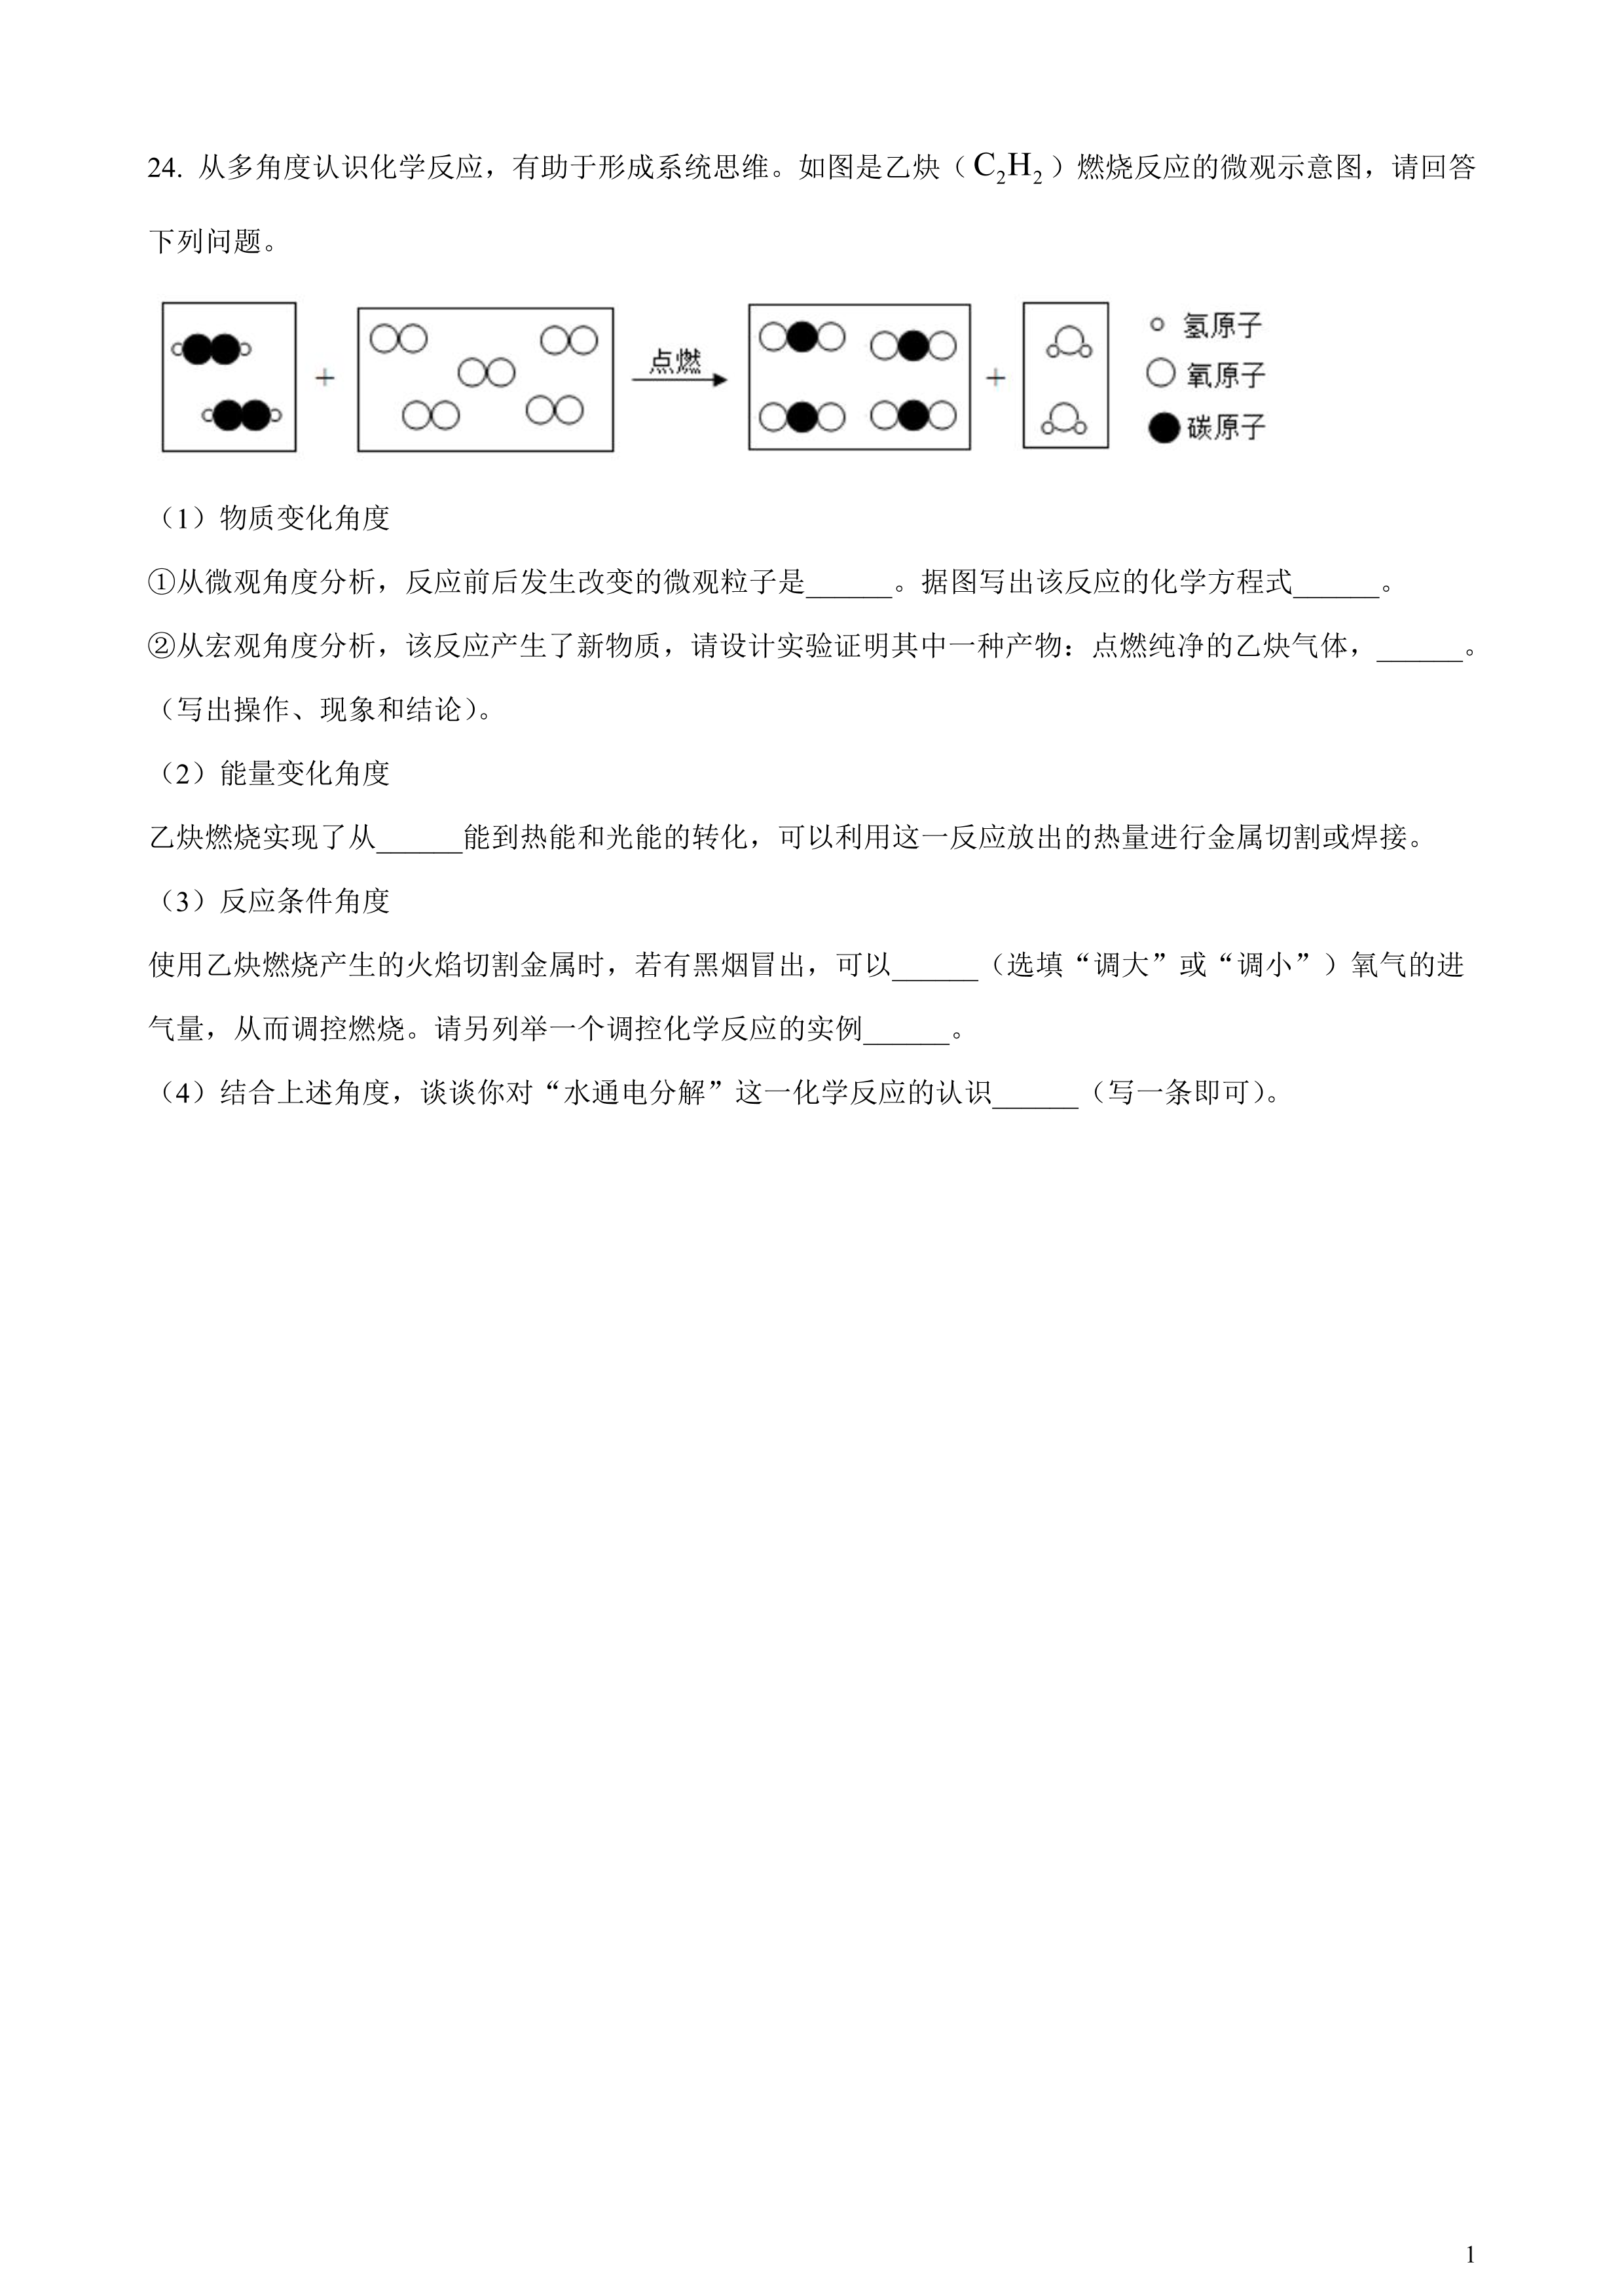 24. 从多角度认识化学反应，有助于形成系统思维。如图是乙炔（C₂H₂）燃烧反应的微观示意图，请回答
下列问题。
+ 点燃 + 氢原子
氧原子
碳原子
（1）物质变化角度
①从微观角度分析，反应前后发生改变的微观粒子是______。据图写出该反应的化学方程式______。
②从宏观角度分析，该反应产生了新物质，请设计实验证明其中一种产物：点燃纯净的乙炔气体，______。
（写出操作、现象和结论）。
（2）能量变化角度
乙炔燃烧实现了从______能到热能和光能的转化，可以利用这一反应放出的热量进行金属切割或焊接。
（3）反应条件角度
使用乙炔燃烧产生的火焰切割金属时，若有黑烟冒出，可以______（选填“调大”或“调小”）氧气的进
气量，从而调控燃烧。请另列举一个调控化学反应的实例______。
（4）结合上述角度，谈谈你对“水通电分解”这一化学反应的认识______（写一条即可）。
1